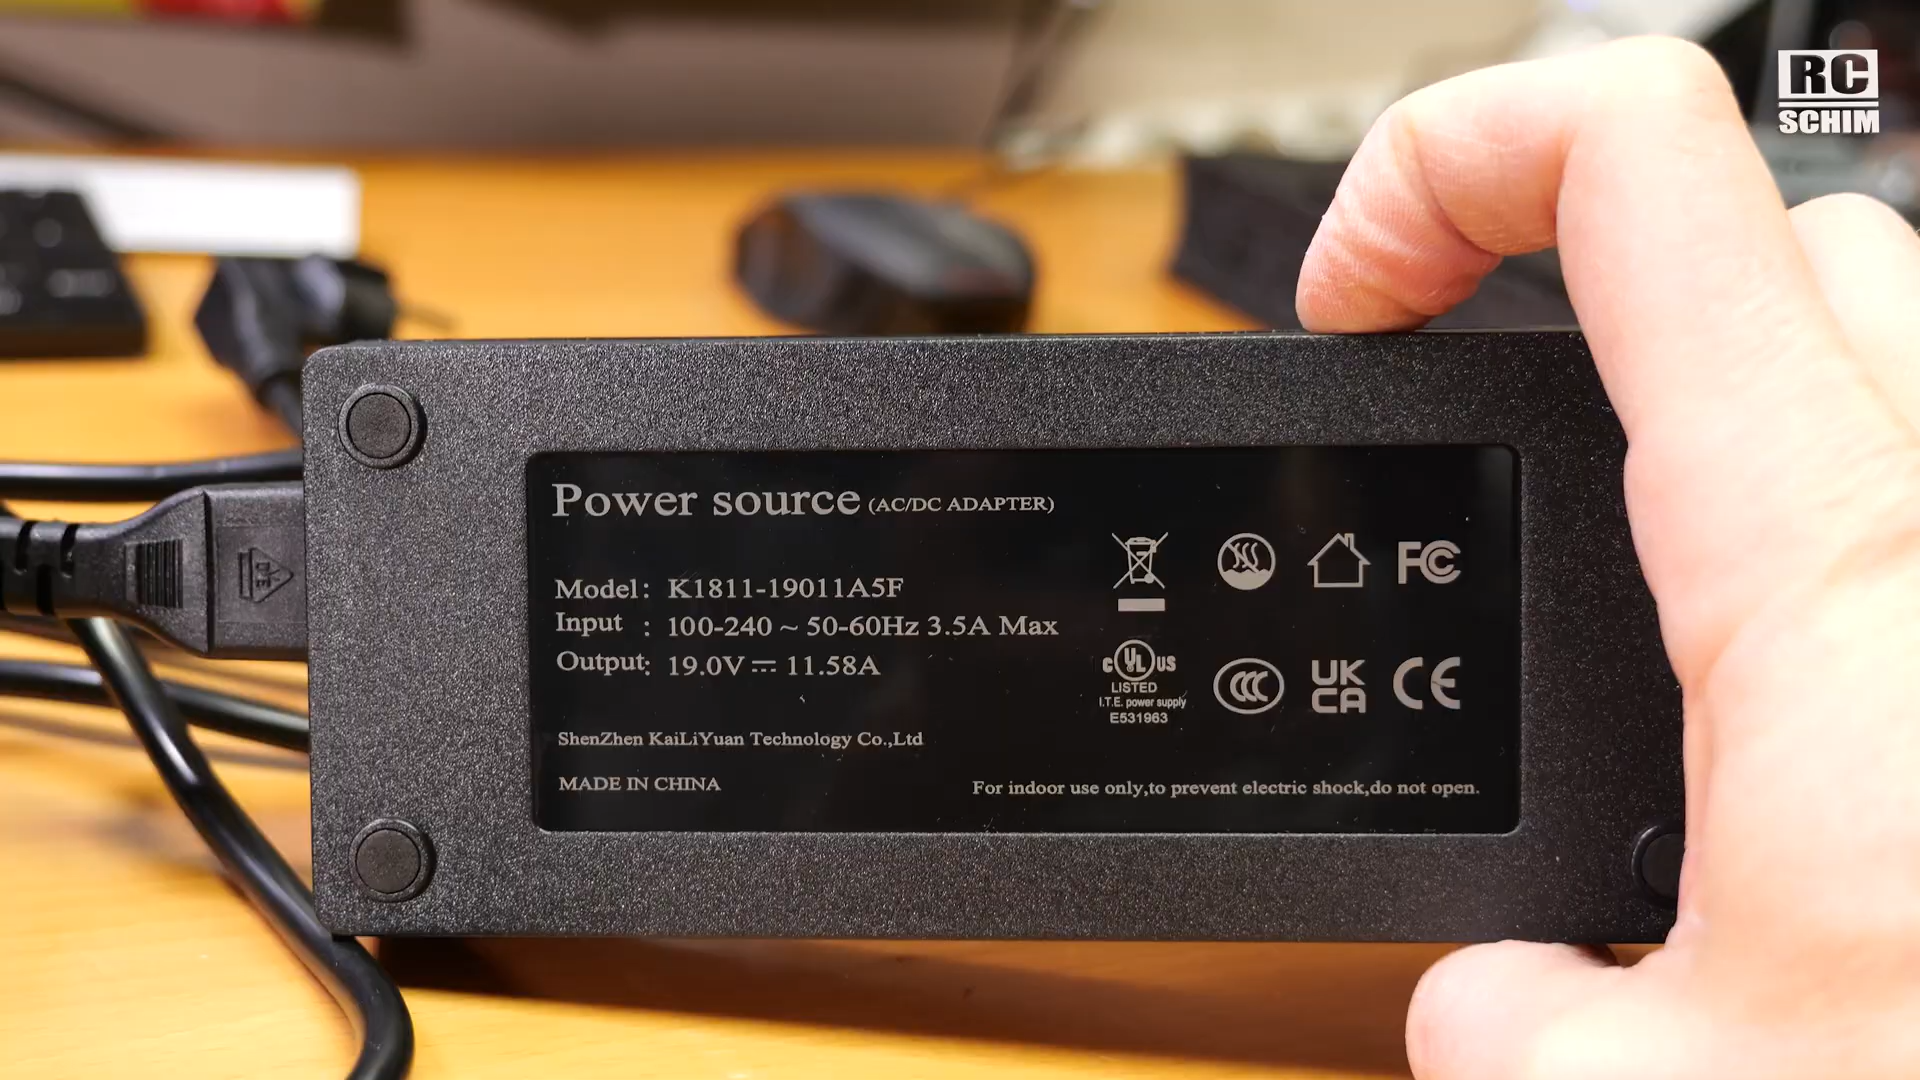 RC
SCHIM
Power source (AC/DC ADAPTER)
Model: K1811-19011A5F
Input : 100-240 ~ 50-60Hz 3.5A Max
Output: 19.0V ⎓ 11.58A
ShenZhen KaiLiYuan Technology Co.,Ltd
MADE IN CHINA
FC
c UL us
LISTED
I.T.E. power supply
E531963
CCC
UK
CA
CE
For indoor use only,to prevent electric shock,do not open.